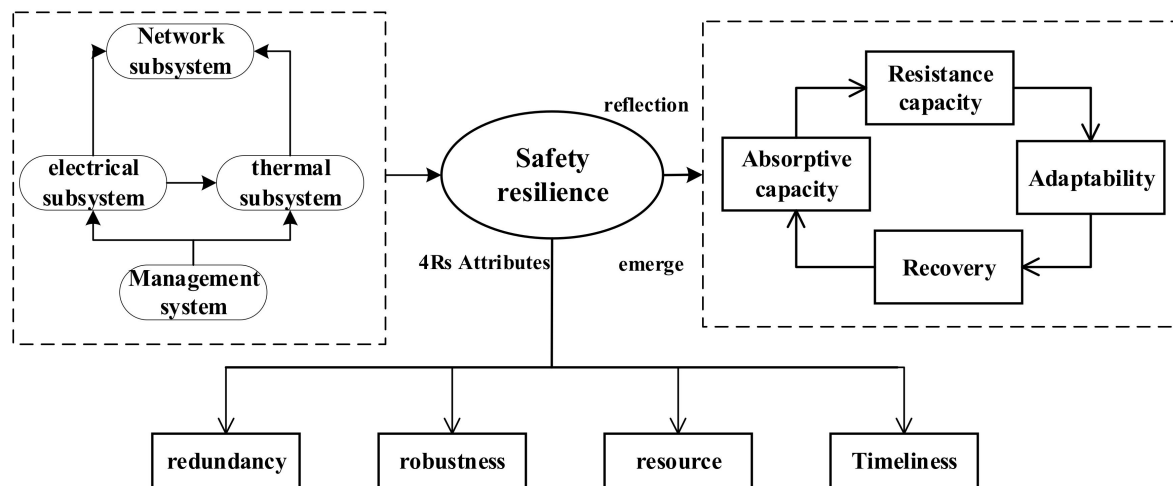 Network
subsystem
electrical
subsystem
thermal
subsystem
Management
system
Safety
resilience
reflection
emerge
4Rs Attributes
Resistance
capacity
Absorptive
capacity
Adaptability
Recovery
redundancy
robustness
resource
Timeliness